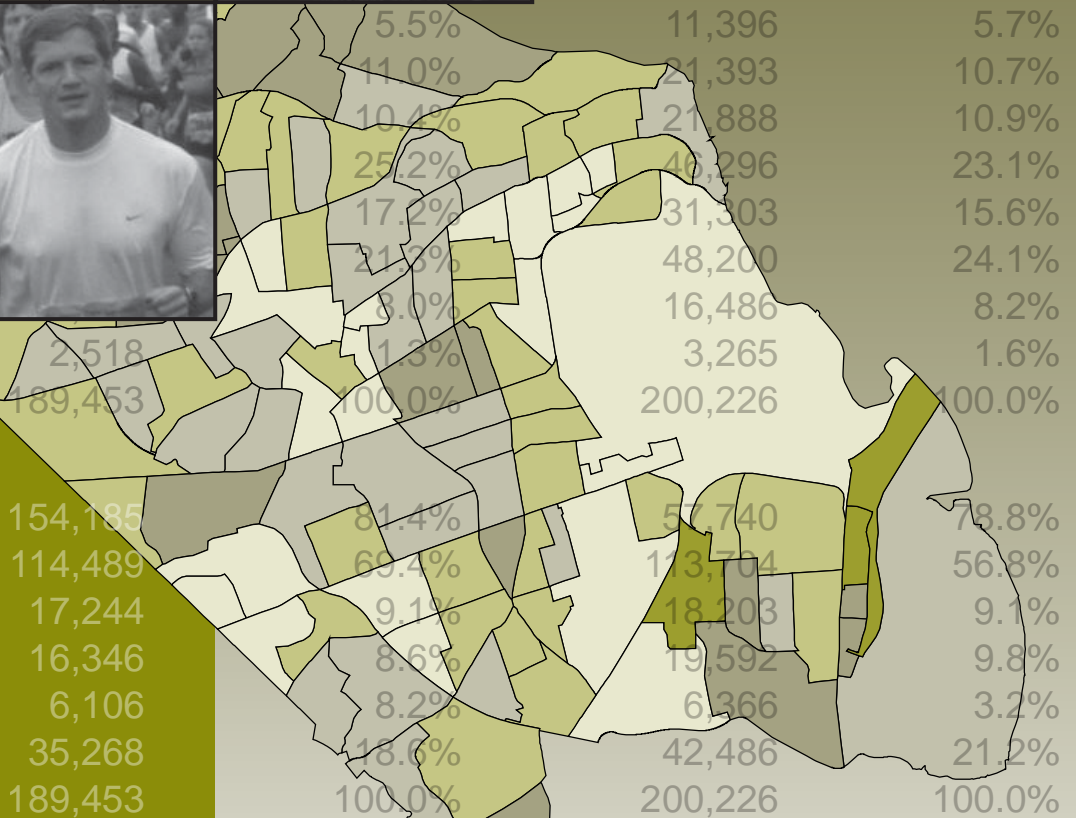 5.5% 11,396 5.7%
11.0% 21,393 10.7%
10.4% 21,888 10.9%
25.2% 46,296 23.1%
17.2% 31,303 15.6%
21.3% 48,200 24.1%
8.0% 16,486 8.2%
2,518 1.3% 3,265 1.6%
189,453 100.0% 200,226 100.0%
154,185 81.4% 57,740 78.8%
114,489 69.4% 113,704 56.8%
17,244 9.1% 18,203 9.1%
16,346 8.6% 19,592 9.8%
6,106 8.2% 6,366 3.2%
35,268 18.6% 42,486 21.2%
189,453 100.0% 200,226 100.0%